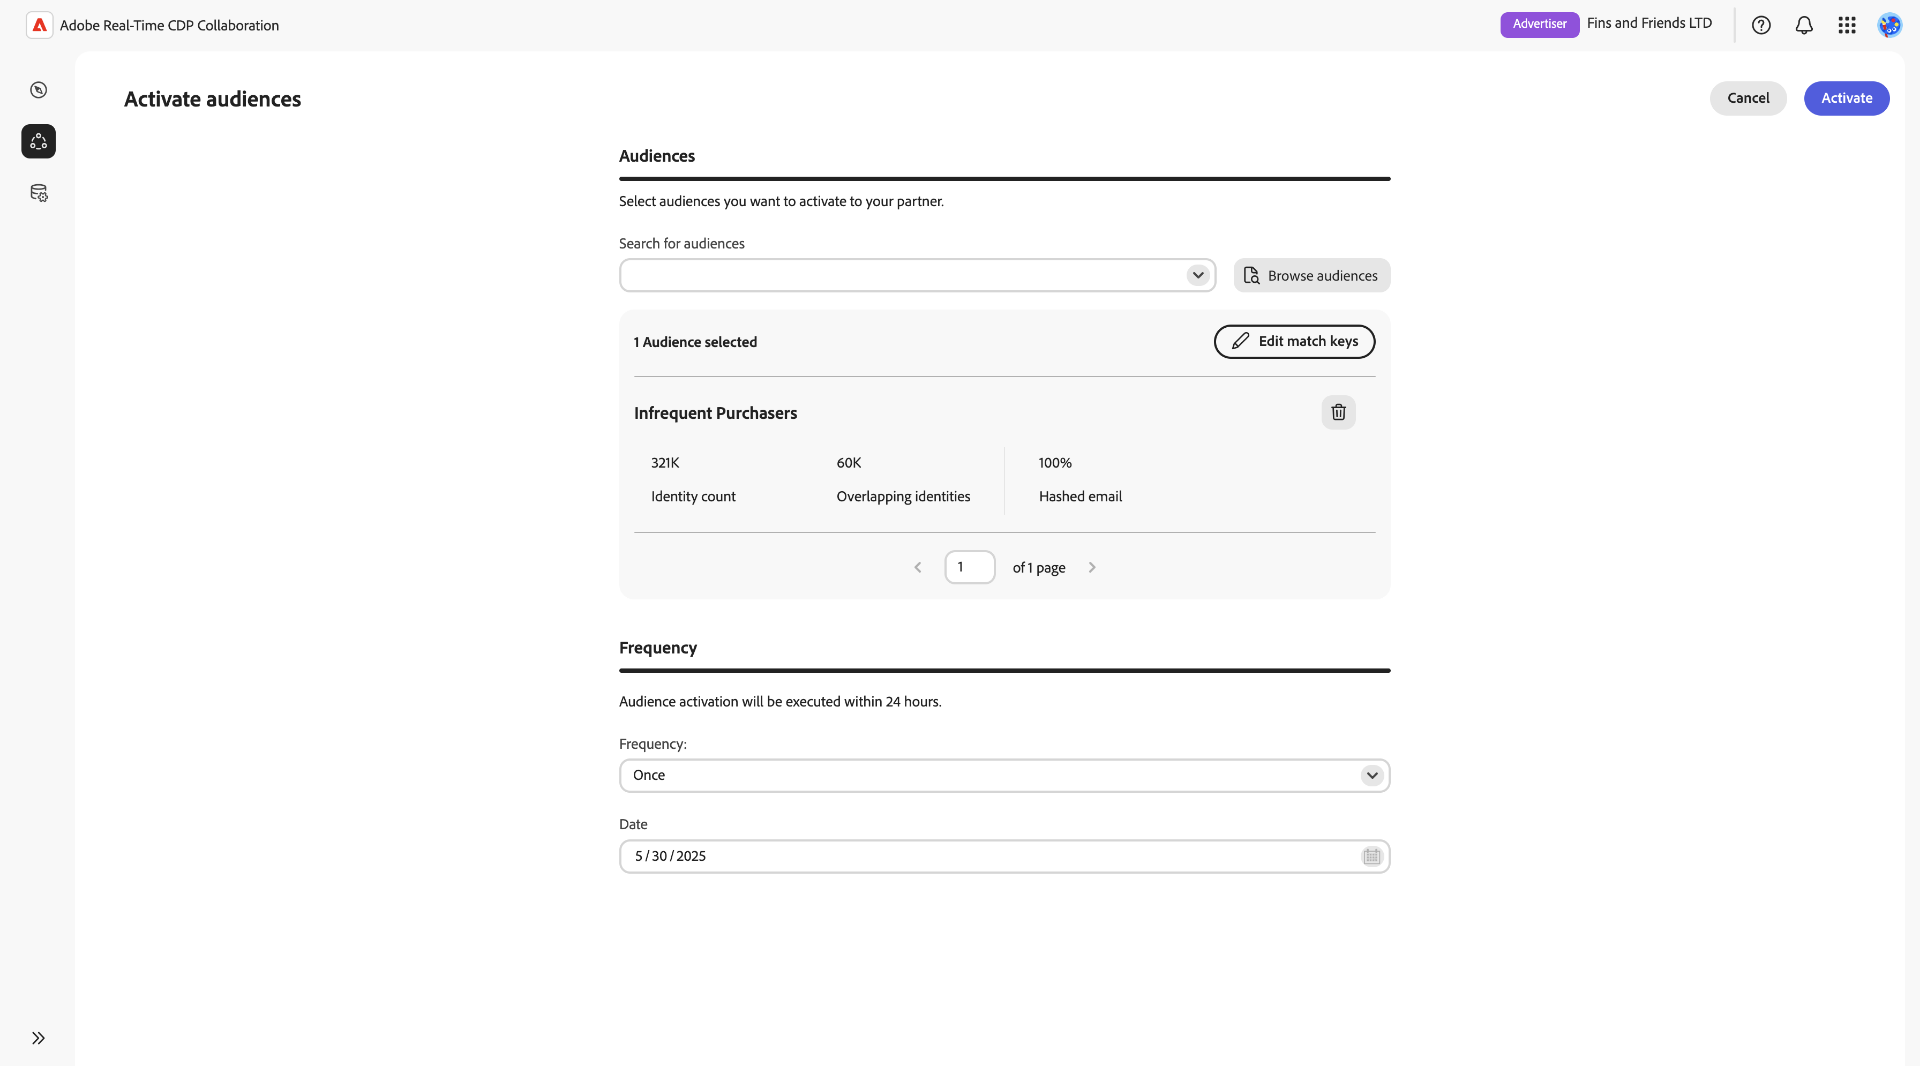 Adobe Real-Time CDP Collaboration
Advertiser
Fins and Friends LTD
Activate audiences
Cancel
Activate
Audiences
Select audiences you want to activate to your partner.
Search for audiences
Browse audiences
1 Audience selected
Edit match keys
Infrequent Purchasers
321K
60K
100%
Identity count
Overlapping identities
Hashed email
1
of 1 page
Frequency
Audience activation will be executed within 24 hours.
Frequency:
Once
Date
5 / 30 / 2025